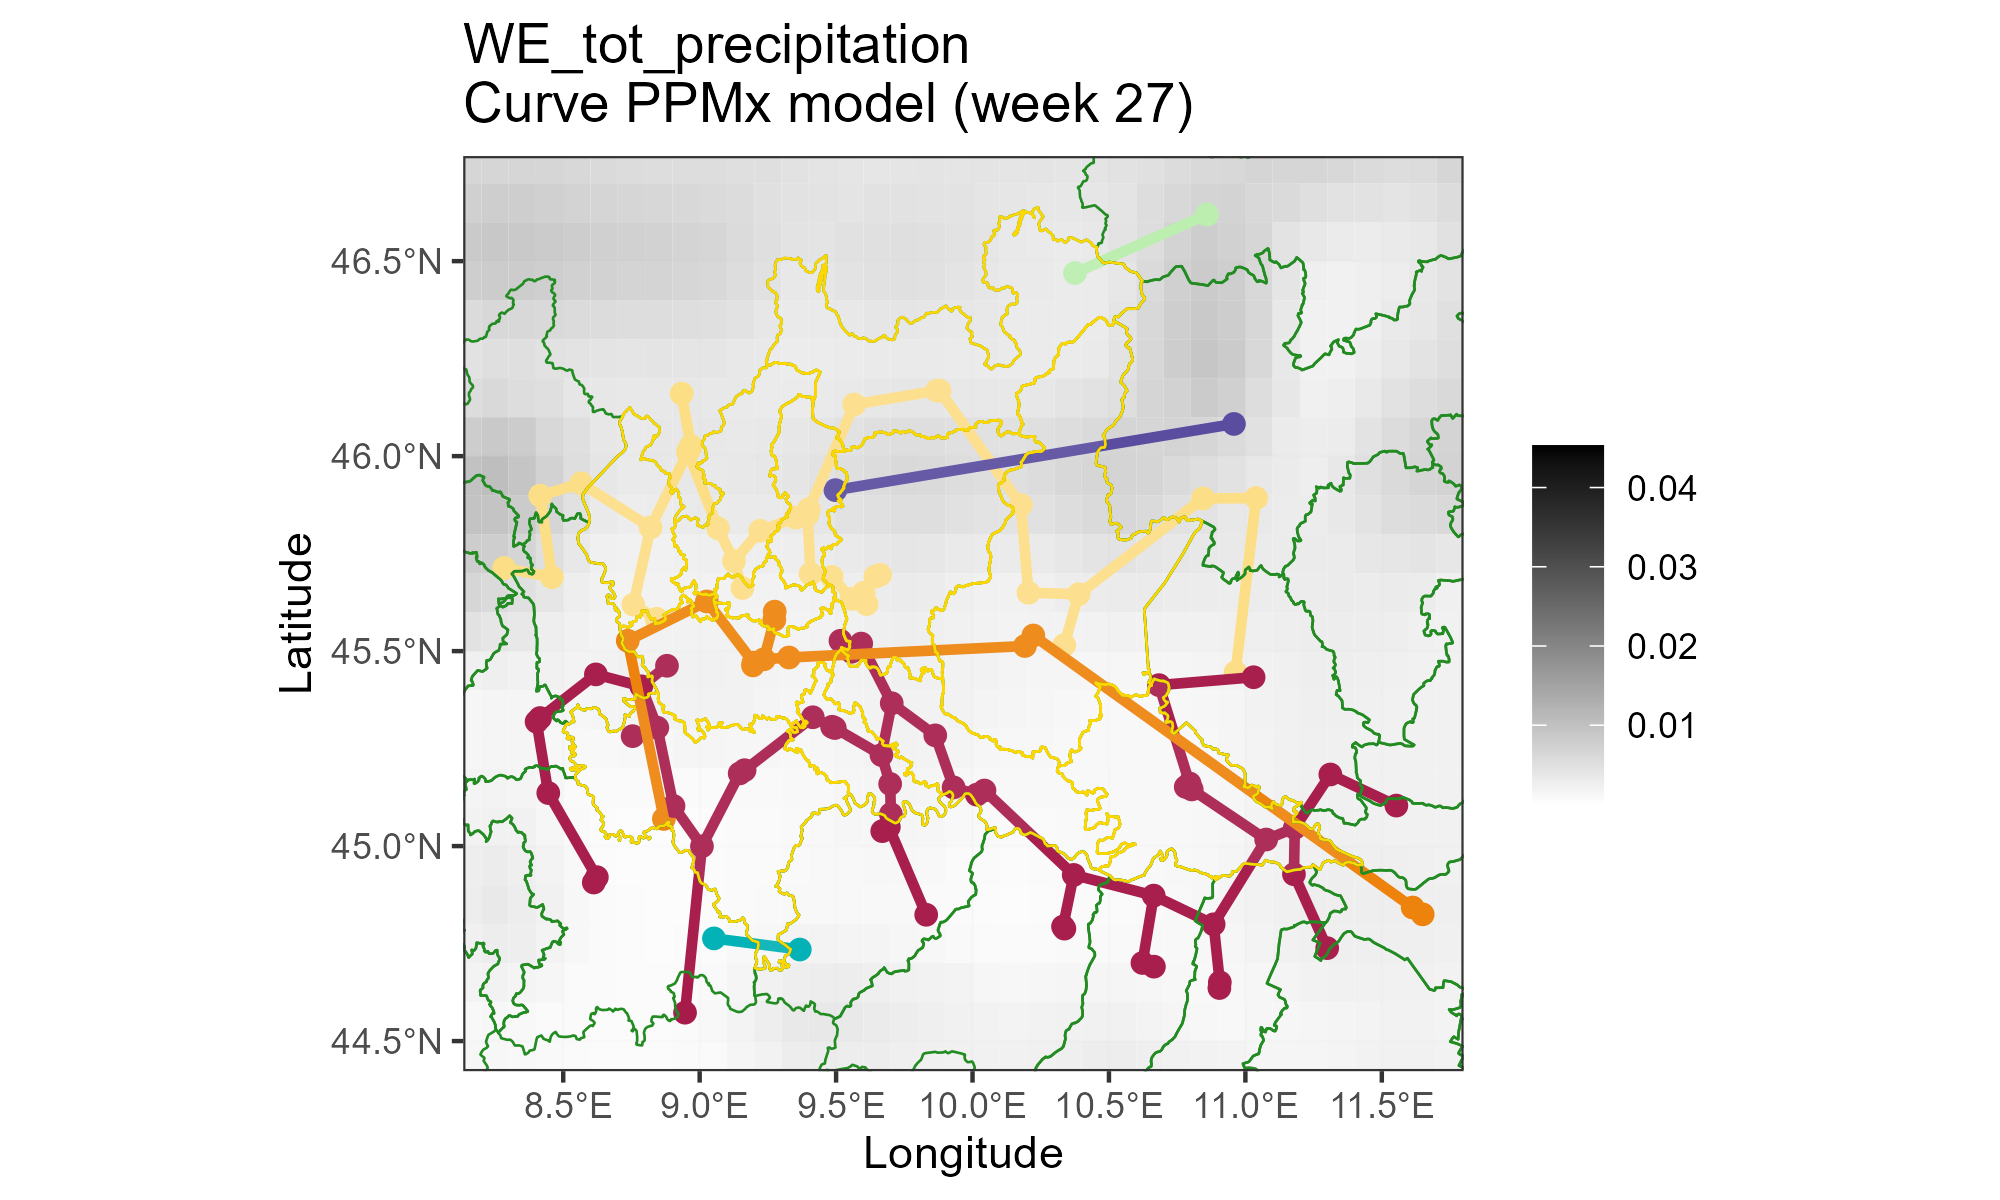 WE_tot_precipitation
Curve PPMx model (week 27)
46.5°N
46.0°N
45.5°N
45.0°N
44.5°N
Latitude
8.5°E 9.0°E 9.5°E 10.0°E 10.5°E 11.0°E 11.5°E
Longitude
0.04
0.03
0.02
0.01